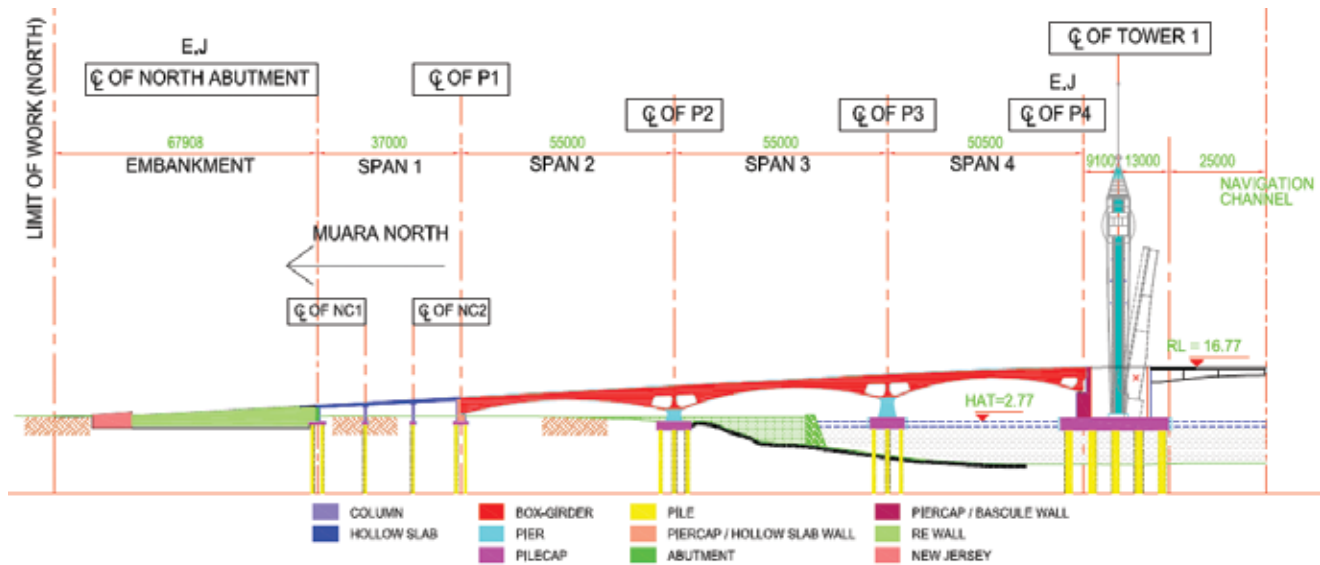 LIMIT OF WORK (NORTH)
E.J
℄ OF NORTH ABUTMENT
℄ OF P1
℄ OF P2
℄ OF P3
E.J
℄ OF P4
℄ OF TOWER 1
67908
37000
55000
55000
50500
9100
13000
25000
EMBANKMENT
SPAN 1
SPAN 2
SPAN 3
SPAN 4
NAVIGATION
CHANNEL
MUARA NORTH
℄ OF NC1
℄ OF NC2
RL = 16.77
HAT=2.77
COLUMN
HOLLOW SLAB
BOX-GIRDER
PIER
PILECAP
PILE
PIERCAP / HOLLOW SLAB WALL
ABUTMENT
PIERCAP / BASCULE WALL
RE WALL
NEW JERSEY